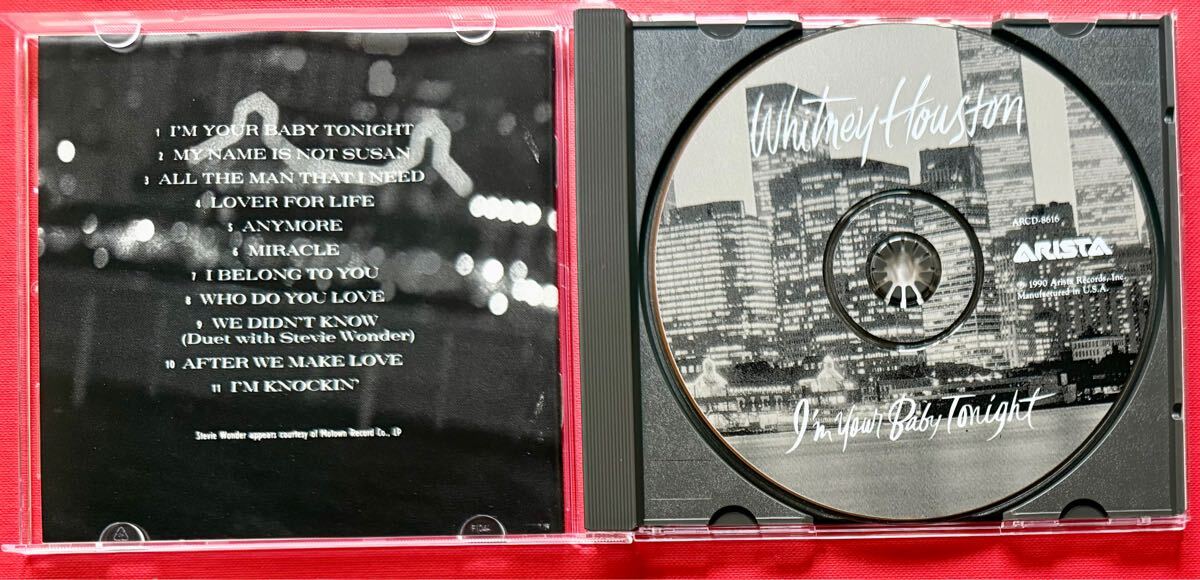 1 I'M YOUR BABY TONIGHT
2 MY NAME IS NOT SUSAN
3 ALL THE MAN THAT I NEED
4 LOVER FOR LIFE
5 ANYMORE
6 MIRACLE
7 I BELONG TO YOU
8 WHO DO YOU LOVE
9 WE DIDN'T KNOW
(Duet with Stevie Wonder)
10 AFTER WE MAKE LOVE
11 I'M KNOCKIN'
Stevie Wonder appears courtesy of Motown Record Co., LP
Whitney Houston
ARCD-8616
ARISTA
℗ 1990 Arista Records, Inc.
Manufactured in U.S.A.
I'm Your Baby Tonight